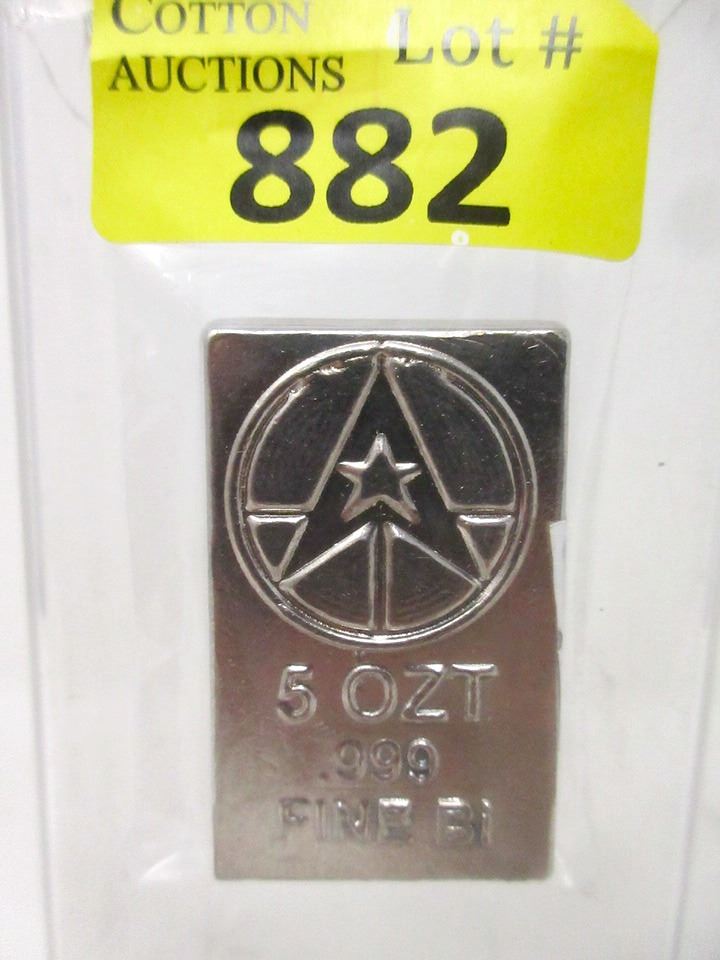 COTTON
AUCTIONS
Lot #
882
5 OZT
.999
FINE Bi